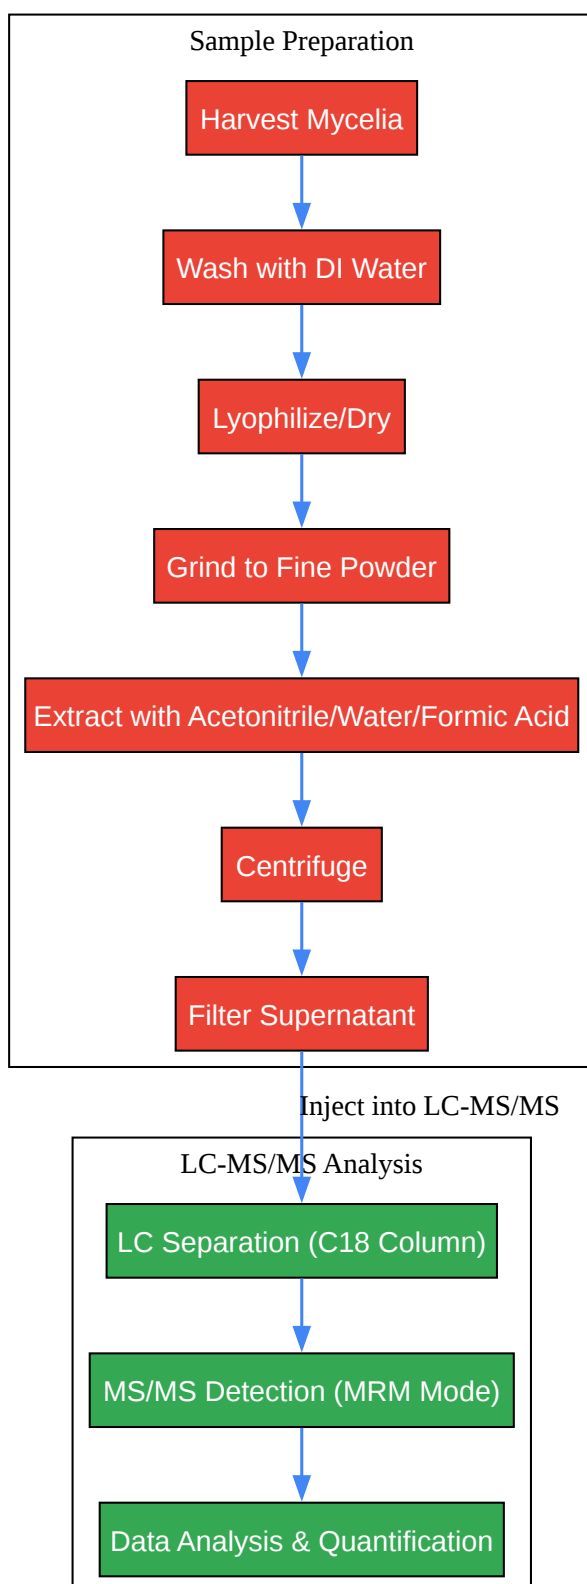 Sample Preparation
Harvest Mycelia
Wash with DI Water
Lyophilize/Dry
Grind to Fine Powder
Extract with Acetonitrile/Water/Formic Acid
Centrifuge
Filter Supernatant
Inject into LC-MS/MS
LC-MS/MS Analysis
LC Separation (C18 Column)
MS/MS Detection (MRM Mode)
Data Analysis & Quantification